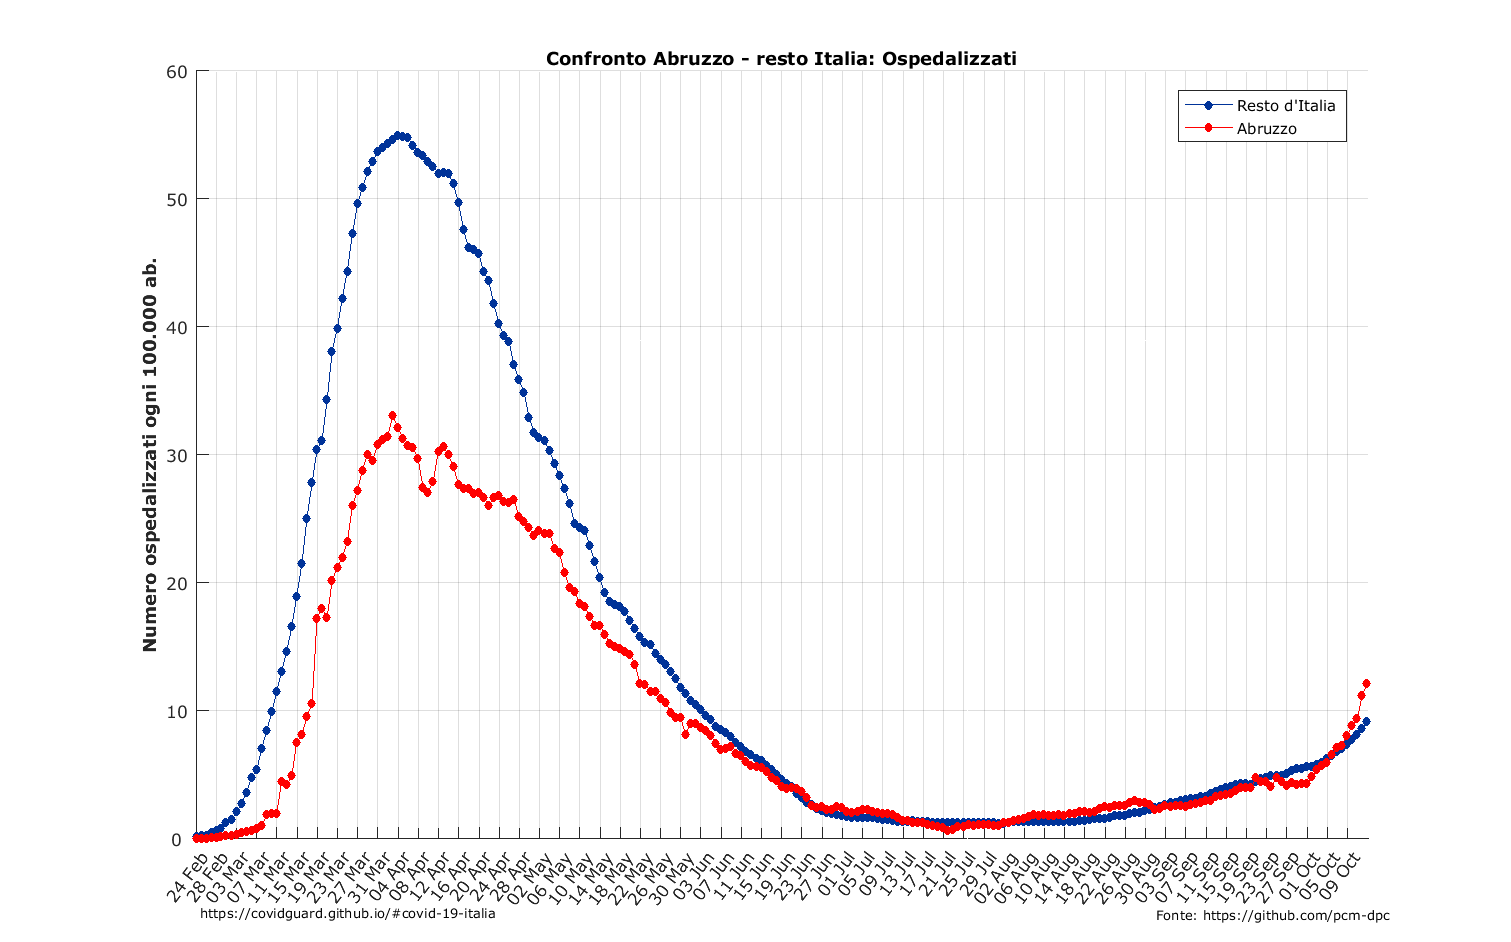 Confronto Abruzzo - resto Italia: Ospedalizzati
60
50
40
30
20
10
0
Numero ospedalizzati ogni 100.000 ab.
Resto d'Italia
Abruzzo
24 Feb
28 Feb
03 Mar
07 Mar
11 Mar
15 Mar
19 Mar
23 Mar
27 Mar
31 Mar
04 Apr
08 Apr
12 Apr
16 Apr
20 Apr
24 Apr
28 Apr
02 May
06 May
10 May
14 May
18 May
22 May
26 May
30 May
03 Jun
07 Jun
11 Jun
15 Jun
19 Jun
23 Jun
27 Jun
01 Jul
05 Jul
09 Jul
13 Jul
17 Jul
21 Jul
25 Jul
29 Jul
02 Aug
06 Aug
10 Aug
14 Aug
18 Aug
22 Aug
26 Aug
30 Aug
03 Sep
07 Sep
11 Sep
15 Sep
19 Sep
23 Sep
27 Sep
01 Oct
05 Oct
09 Oct
https://covidguard.github.io/#covid-19-italia
Fonte: https://github.com/pcm-dpc